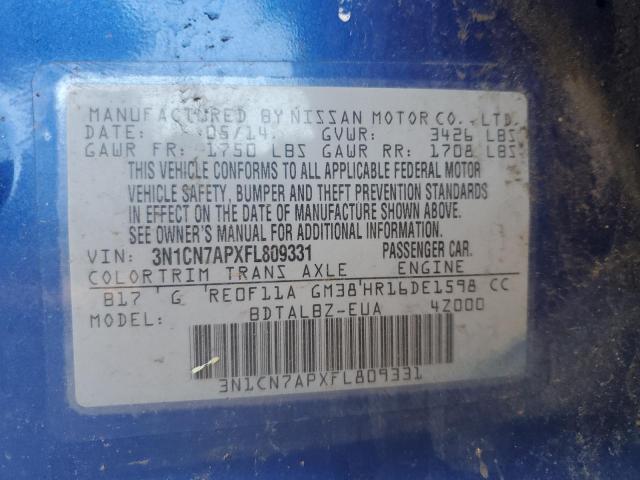 MANUFACTURED BY NISSAN MOTOR CO., LTD.
DATE: 05/14 GVWR: 3426 LBS
GAWR FR: 1750 LBS GAWR RR: 1708 LBS
THIS VEHICLE CONFORMS TO ALL APPLICABLE FEDERAL MOTOR
VEHICLE SAFETY, BUMPER AND THEFT PREVENTION STANDARDS
IN EFFECT ON THE DATE OF MANUFACTURE SHOWN ABOVE.
SEE OWNER'S MANUAL FOR ADDITIONAL INFORMATION.
VIN: 3N1CN7APXFL809331 PASSENGER CAR.
COLOR TRIM TRANS AXLE ENGINE
B17 ' G 'RE0F11A GM38'HR16DE1598 CC
MODEL: BDTALBZ-EUA 4Z000
3N1CN7APXFL809331